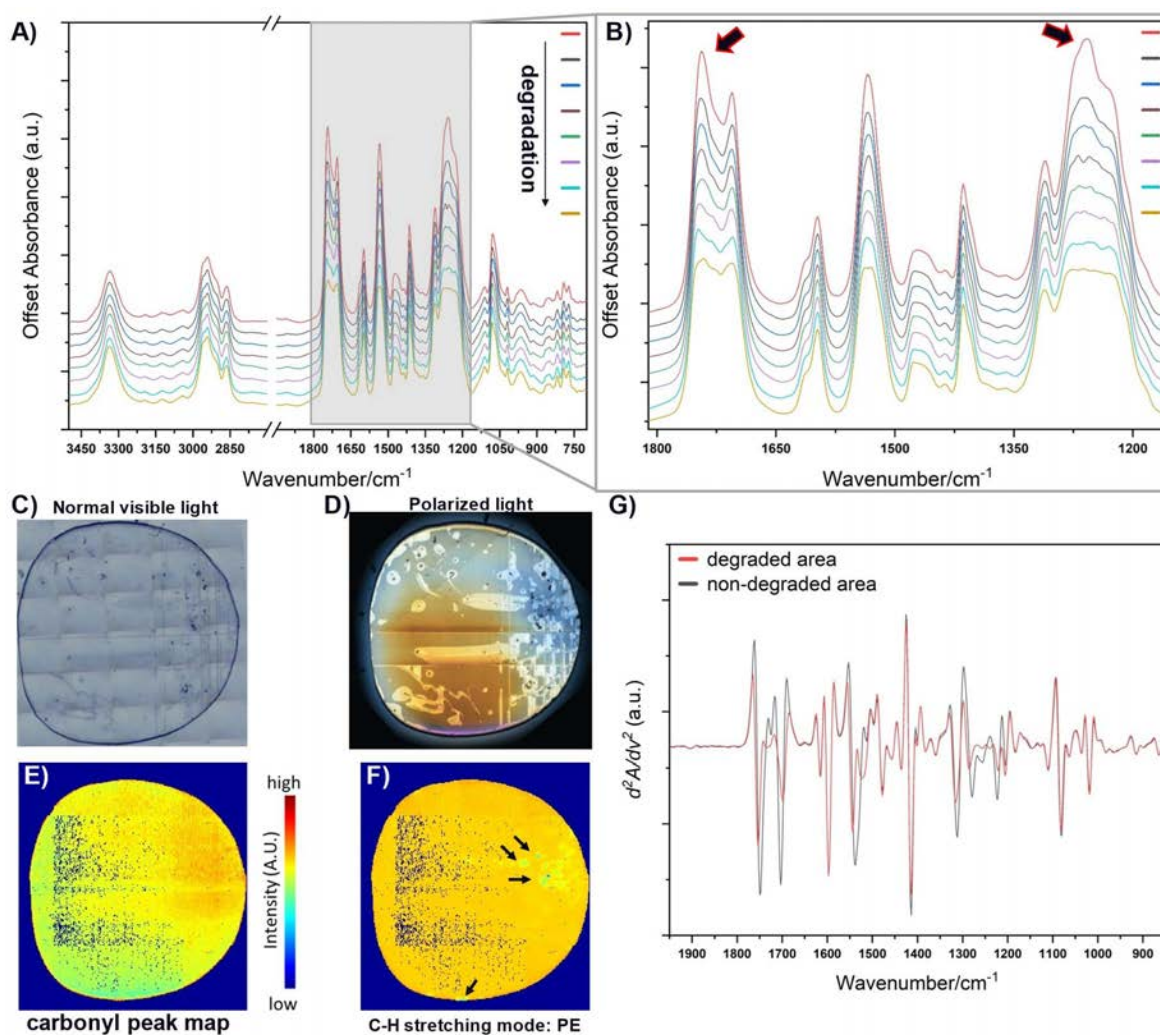 A)
Offset Absorbance (a.u.)
degradation
3450 3300 3150 3000 2850 1800 1650 1500 1350 1200 1050 900 750
Wavenumber/cm-1
B)
Offset Absorbance (a.u.)
1800 1650 1500 1350 1200
Wavenumber/cm-1
C) Normal visible light
D) Polarized light
E)
high
Intensity (A.U.)
low
carbonyl peak map
F)
C-H stretching mode: PE
G)
degraded area
non-degraded area
d2A/dv2 (a.u.)
1900 1800 1700 1600 1500 1400 1300 1200 1100 1000 900
Wavenumber/cm-1